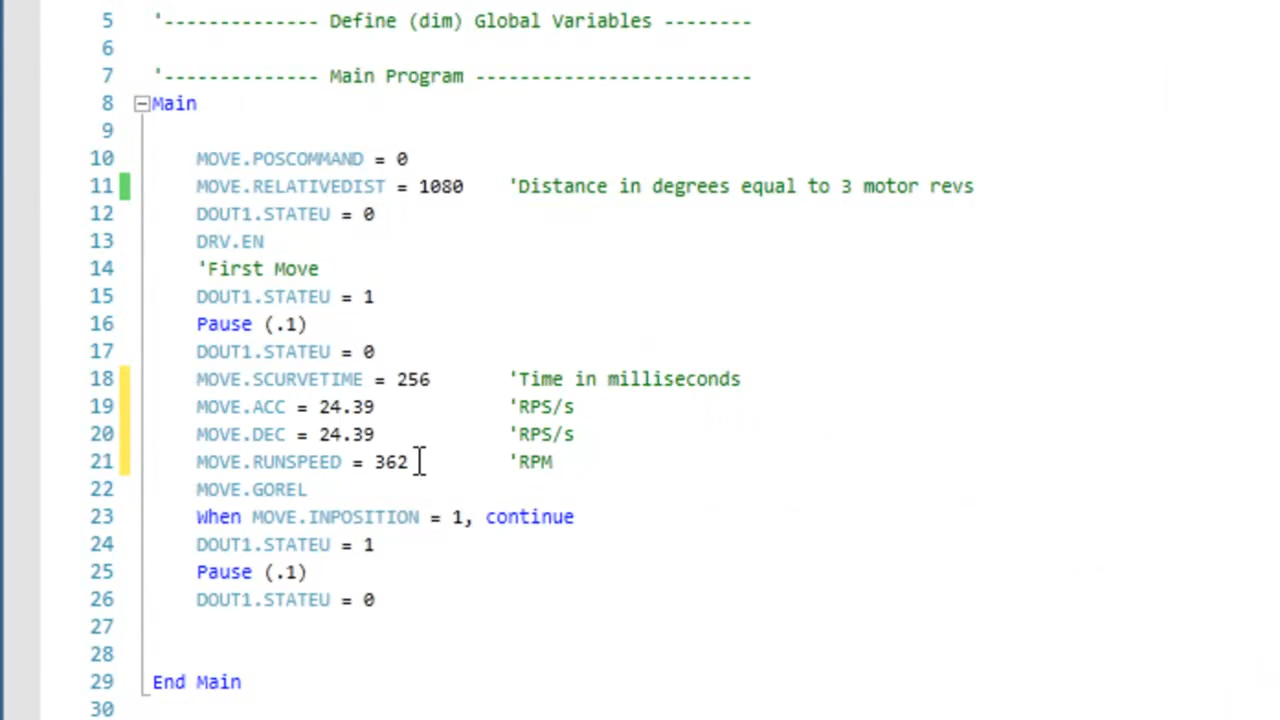 5 '-------------- Define (dim) Global Variables --------
6
7 '-------------- Main Program -------------------------
8 Main
9
10 MOVE.POSCOMMAND = 0
11 MOVE.RELATIVEDIST = 1080 'Distance in degrees equal to 3 motor revs
12 DOUT1.STATEU = 0
13 DRV.EN
14 'First Move
15 DOUT1.STATEU = 1
16 Pause (.1)
17 DOUT1.STATEU = 0
18 MOVE.SCURVETIME = 256 'Time in milliseconds
19 MOVE.ACC = 24.39 'RPS/s
20 MOVE.DEC = 24.39 'RPS/s
21 MOVE.RUNSPEED = 362 'RPM
22 MOVE.GOREL
23 When MOVE.INPOSITION = 1, continue
24 DOUT1.STATEU = 1
25 Pause (.1)
26 DOUT1.STATEU = 0
27
28
29 End Main
30